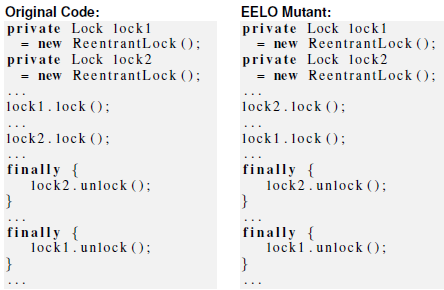 Original Code:
private Lock lock1
= new ReentrantLock();
private Lock lock2
= new ReentrantLock();
...
lock1.lock();
...
lock2.lock();
...
finally {
lock2.unlock();
}
...
finally {
lock1.unlock();
}
...
EELO Mutant:
private Lock lock1
= new ReentrantLock();
private Lock lock2
= new ReentrantLock();
...
lock2.lock();
...
lock1.lock();
...
finally {
lock2.unlock();
}
...
finally {
lock1.unlock();
}
...